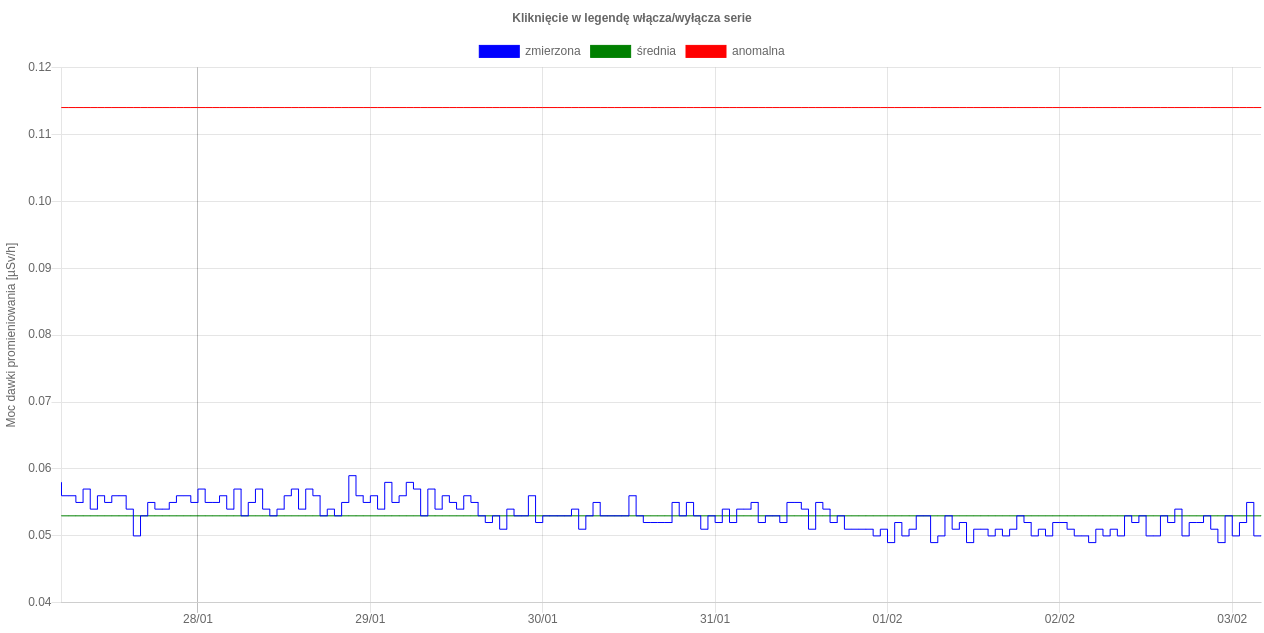 Kliknięcie w legendę włącza/wyłącza serie
zmierzona średnia anomalna
Moc dawki promieniowania [µSv/h]
0.12
0.11
0.10
0.09
0.08
0.07
0.06
0.05
0.04
28/01 29/01 30/01 31/01 01/02 02/02 03/02